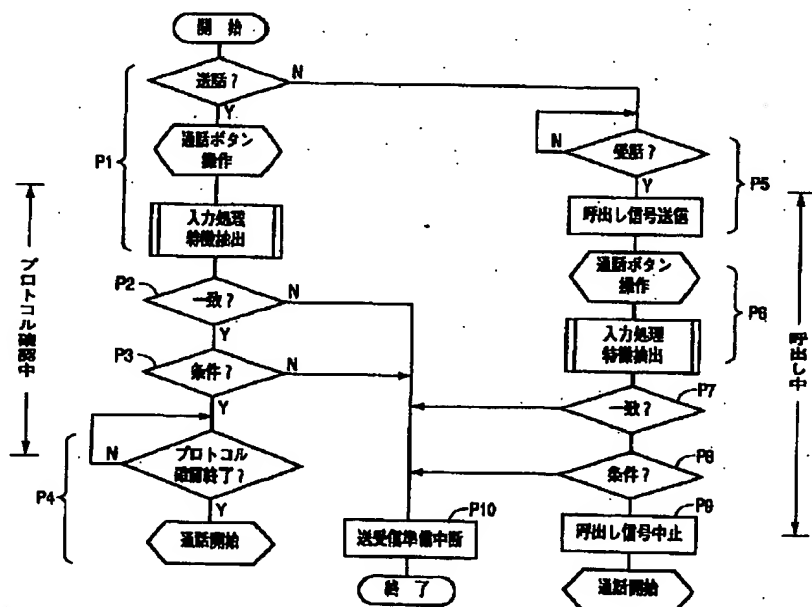 開 始
送話?
N
Y
通話ボタン
操作
P1
入力処理
特徴抽出
P2
一致?
N
Y
P3
条件?
N
Y
プロトコル確認中
N
プロトコル
確認終了?
P4
Y
通話開始
N
受話?
P5
Y
呼出し信号送信
通話ボタン
操作
P6
入力処理
特徴抽出
P7
一致?
P8
条件?
P9
呼出し信号中止
通話開始
呼出し中
P10
送受信準備中断
終 了